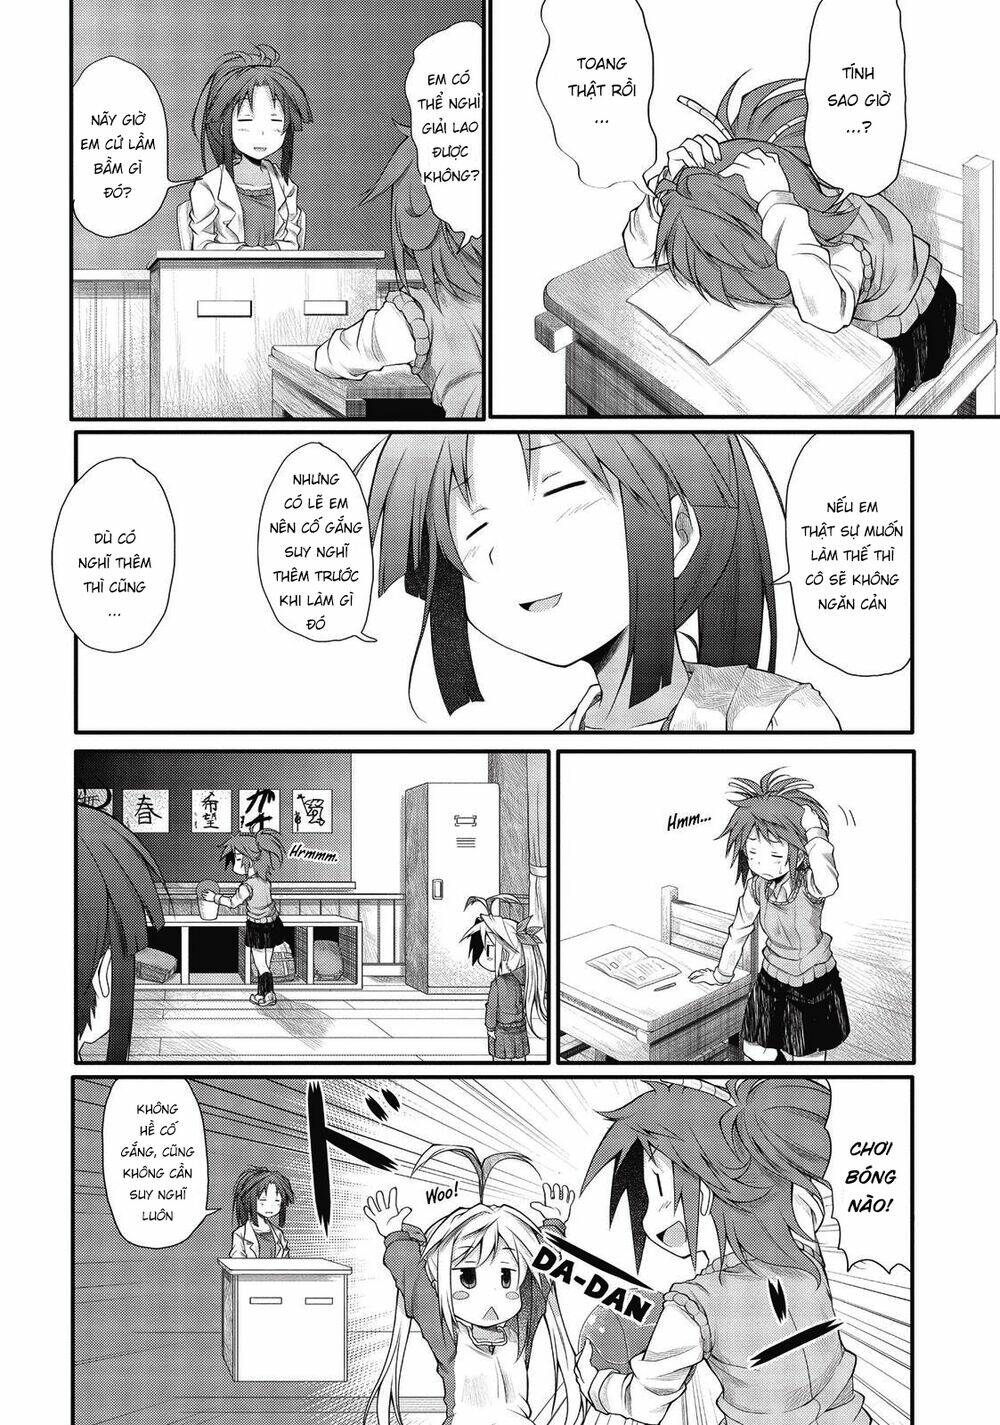 TÍNH
SAO GIỜ
...?
TOANG
THẬT RỒI
...
EM CÓ
THỂ NGHỈ
GIẢI LAO
ĐƯỢC
KHÔNG?
NÃY GIỜ
EM CỨ LẨM
BẨM GÌ
ĐÓ?
NẾU EM
THẬT SỰ MUỐN
LÀM THẾ THÌ
CÔ SẼ KHÔNG
NGĂN CẢN
NHƯNG
CÓ LẼ EM
NÊN CỐ GẮNG
SUY NGHĨ
THÊM TRƯỚC
KHI LÀM GÌ
ĐÓ
DÙ CÓ
NGHĨ THÊM
THÌ CŨNG
...
Hmm...
春
希望
Hrmmm.
CHƠI
BÓNG
NÀO!
DA-DAN
Woo!
KHÔNG
HỀ CỐ
GẮNG, CŨNG
KHÔNG CẦN
SUY NGHĨ
LUÔN